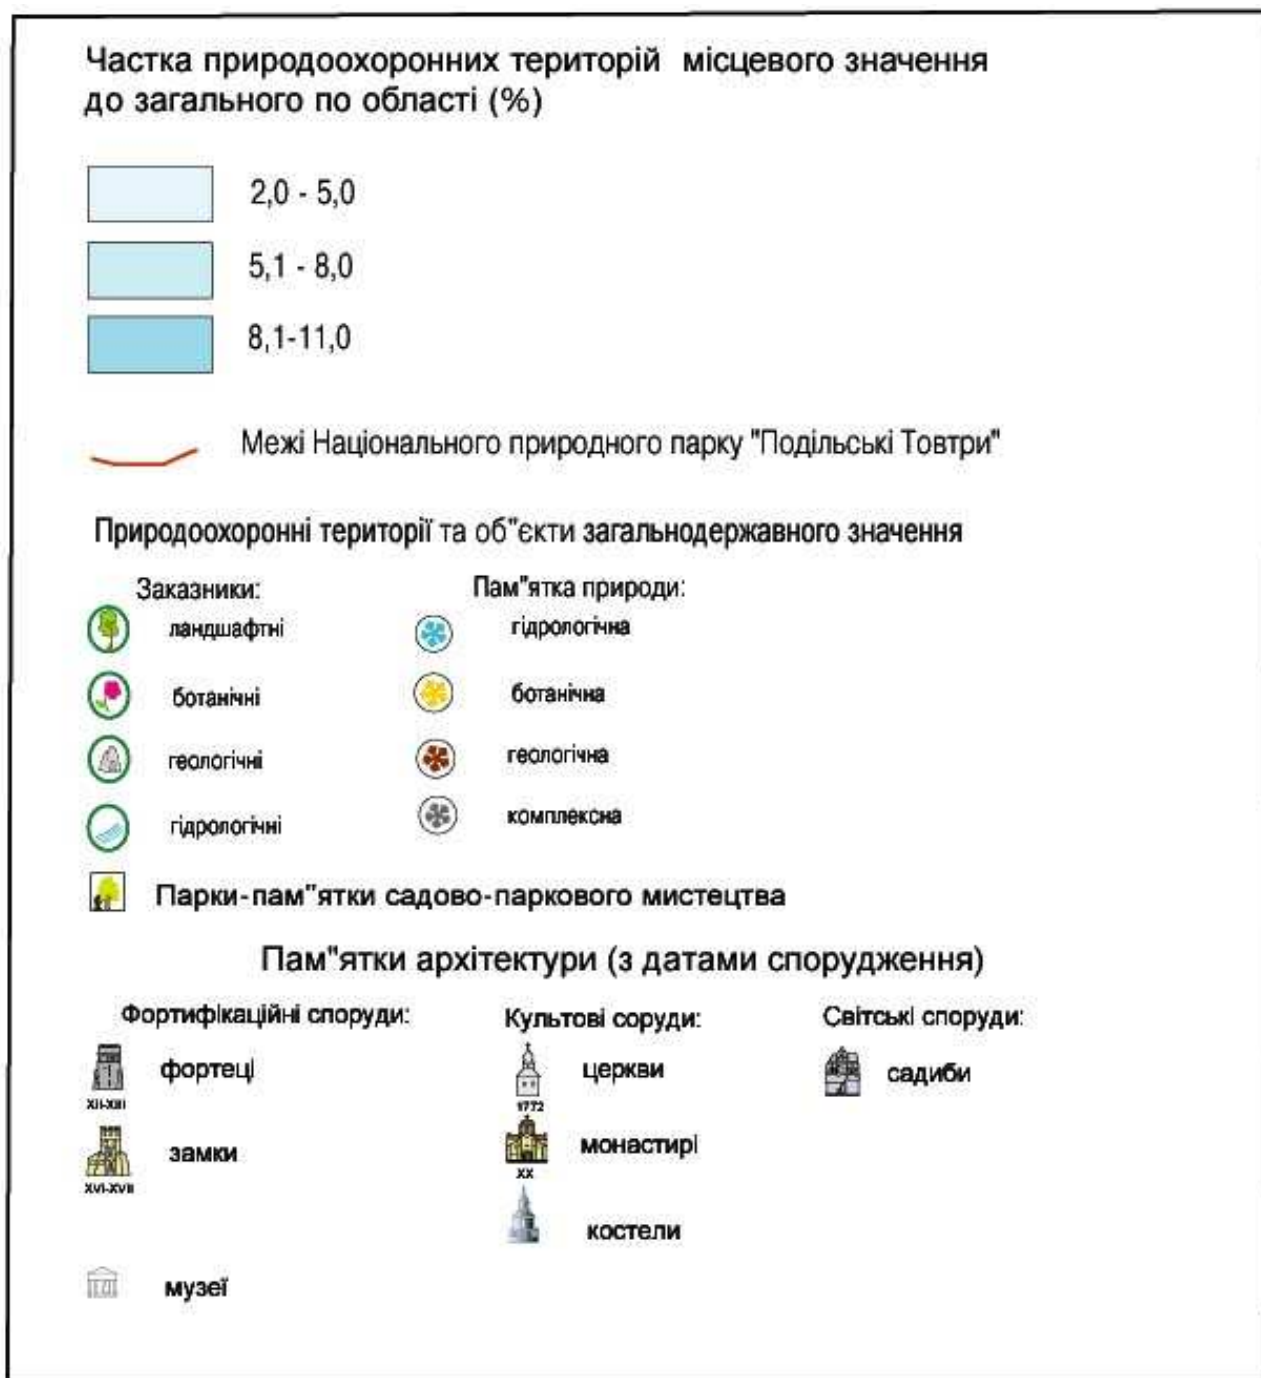 Частка природоохоронних територій місцевого значення
до загального по області (%)
2,0 - 5,0
5,1 - 8,0
8,1-11,0
Межі Національного природного парку "Подільські Товтри"
Природоохоронні території та об"єкти загальнодержавного значення
Заказники:
ландшафтні
ботанічні
геологічні
гідрологічні
Пам"ятка природи:
гідрологічна
ботанічна
геологічна
комплексна
Парки-пам"ятки садово-паркового мистецтва
Пам"ятки архітектури (з датами спорудження)
Фортифікаційні споруди:
фортеці
XII-XIII
замки
XVI-XVII
музеї
Культові соруди:
церкви
1772
монастирі
XX
костели
Світські споруди:
садиби